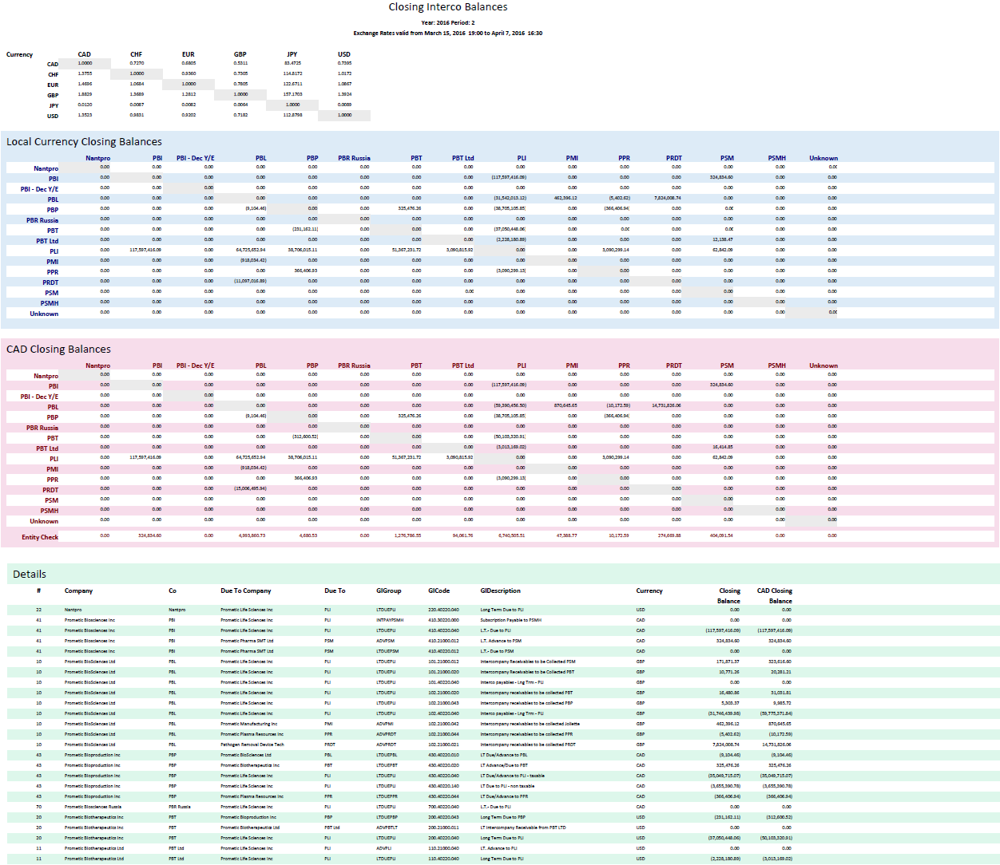 Closing Interco Balances
Year: 2016 Period: 2
Exchange Rates valid from March 15, 2016 19:00 to April 7, 2016 16:30
Currency CAD CHF EUR GBP JPY USD
CAD 1.0000 0.7270 0.6805 0.5311 83.4725 0.7395
CHF 1.3755 1.0000 0.9360 0.7305 114.8172 1.0172
EUR 1.4696 1.0684 1.0000 0.7805 122.6711 1.0867
GBP 1.8829 1.3689 1.2812 1.0000 157.1703 1.3924
JPY 0.0120 0.0087 0.0082 0.0064 1.0000 0.0089
USD 1.3523 0.9831 0.9202 0.7182 112.8798 1.0000
Local Currency Closing Balances
Nantpro PBI PBI - Dec Y/E PBL PBP PBR Russia PBT PBT Ltd PLI PMI PPR PRDT PSM PSMH Unknown
Nantpro 0.00 0.00 0.00 0.00 0.00 0.00 0.00 0.00 0.00 0.00 0.00 0.00 0.00 0.00 0.00
PBI 0.00 0.00 0.00 0.00 0.00 0.00 0.00 0.00 (117,597,416.09) 0.00 0.00 0.00 324,834.60 0.00 0.00
PBI - Dec Y/E 0.00 0.00 0.00 0.00 0.00 0.00 0.00 0.00 0.00 0.00 0.00 0.00 0.00 0.00 0.00
PBL 0.00 0.00 0.00 0.00 0.00 0.00 0.00 0.00 (31,542,013.12) 462,396.12 (5,402.62) 7,824,008.74 0.00 0.00 0.00
PBP 0.00 0.00 0.00 (9,104.46) 0.00 0.00 325,476.26 0.00 (38,705,105.85) 0.00 (366,406.94) 0.00 0.00 0.00 0.00
PBR Russia 0.00 0.00 0.00 0.00 0.00 0.00 0.00 0.00 0.00 0.00 0.00 0.00 0.00 0.00 0.00
PBT 0.00 0.00 0.00 0.00 (231,162.11) 0.00 0.00 0.00 (37,050,448.06) 0.00 0.00 0.00 0.00 0.00 0.00
PBT Ltd 0.00 0.00 0.00 0.00 0.00 0.00 0.00 0.00 (2,228,180.89) 0.00 0.00 0.00 12,138.47 0.00 0.00
PLI 0.00 117,597,416.09 0.00 64,725,652.94 38,706,015.11 0.00 51,367,231.72 3,090,815.92 0.00 0.00 3,090,299.14 0.00 62,842.09 0.00 0.00
PMI 0.00 0.00 0.00 (918,034.42) 0.00 0.00 0.00 0.00 0.00 0.00 0.00 0.00 0.00 0.00 0.00
PPR 0.00 0.00 0.00 0.00 366,406.93 0.00 0.00 0.00 (3,090,299.13) 0.00 0.00 0.00 0.00 0.00 0.00
PRDT 0.00 0.00 0.00 (11,097,016.89) 0.00 0.00 0.00 0.00 0.00 0.00 0.00 0.00 0.00 0.00 0.00
PSM 0.00 0.00 0.00 0.00 0.00 0.00 0.00 0.00 0.00 0.00 0.00 0.00 0.00 0.00 0.00
PSMH 0.00 0.00 0.00 0.00 0.00 0.00 0.00 0.00 0.00 0.00 0.00 0.00 0.00 0.00 0.00
Unknown 0.00 0.00 0.00 0.00 0.00 0.00 0.00 0.00 0.00 0.00 0.00 0.00 0.00 0.00 0.00
CAD Closing Balances
Nantpro PBI PBI - Dec Y/E PBL PBP PBR Russia PBT PBT Ltd PLI PMI PPR PRDT PSM PSMH Unknown
Nantpro 0.00 0.00 0.00 0.00 0.00 0.00 0.00 0.00 0.00 0.00 0.00 0.00 0.00 0.00 0.00
PBI 0.00 0.00 0.00 0.00 0.00 0.00 0.00 0.00 (117,597,416.09) 0.00 0.00 0.00 324,834.60 0.00 0.00
PBI - Dec Y/E 0.00 0.00 0.00 0.00 0.00 0.00 0.00 0.00 0.00 0.00 0.00 0.00 0.00 0.00 0.00
PBL 0.00 0.00 0.00 0.00 0.00 0.00 0.00 0.00 (59,390,456.50) 870,645.65 (10,172.59) 14,731,826.06 0.00 0.00 0.00
PBP 0.00 0.00 0.00 (9,104.46) 0.00 0.00 325,476.26 0.00 (38,705,105.85) 0.00 (366,406.94) 0.00 0.00 0.00 0.00
PBR Russia 0.00 0.00 0.00 0.00 0.00 0.00 0.00 0.00 0.00 0.00 0.00 0.00 0.00 0.00 0.00
PBT 0.00 0.00 0.00 0.00 (312,600.52) 0.00 0.00 0.00 (50,103,320.91) 0.00 0.00 0.00 0.00 0.00 0.00
PBT Ltd 0.00 0.00 0.00 0.00 0.00 0.00 0.00 0.00 (3,013,169.02) 0.00 0.00 0.00 16,414.85 0.00 0.00
PLI 0.00 117,597,416.09 0.00 64,725,652.94 38,706,015.11 0.00 51,367,231.72 3,090,815.92 0.00 0.00 3,090,299.14 0.00 62,842.09 0.00 0.00
PMI 0.00 0.00 0.00 (918,034.42) 0.00 0.00 0.00 0.00 0.00 0.00 0.00 0.00 0.00 0.00 0.00
PPR 0.00 0.00 0.00 0.00 366,406.93 0.00 0.00 0.00 (3,090,299.13) 0.00 0.00 0.00 0.00 0.00 0.00
PRDT 0.00 0.00 0.00 (15,006,495.94) 0.00 0.00 0.00 0.00 0.00 0.00 0.00 0.00 0.00 0.00 0.00
PSM 0.00 0.00 0.00 0.00 0.00 0.00 0.00 0.00 0.00 0.00 0.00 0.00 0.00 0.00 0.00
PSMH 0.00 0.00 0.00 0.00 0.00 0.00 0.00 0.00 0.00 0.00 0.00 0.00 0.00 0.00 0.00
Unknown 0.00 0.00 0.00 0.00 0.00 0.00 0.00 0.00 0.00 0.00 0.00 0.00 0.00 0.00 0.00
Entity Check 0.00 324,834.60 0.00 4,993,860.73 4,680.53 0.00 1,276,786.55 94,061.76 6,740,505.51 47,388.77 10,172.59 274,669.88 404,091.54 0.00 0.00
Details
# Company Co Due To Company Due To GlGroup GlCode GlDescription Currency Closing Balance CAD Closing Balance
22 Nantpro Nantpro Prometic Life Sciences Inc PLI LTDUEPLI 220.40220.040 Long Term Due to PLI USD 0.00 0.00
41 Prometic Biosciences Inc PBI Prometic Life Sciences Inc PLI INTPAYPSMH 410.30200.000 Subscription Payable to PSMH CAD 0.00 0.00
41 Prometic Biosciences Inc PBI Prometic Life Sciences Inc PLI LTDUEPLI 410.40220.040 L.T.- Due to PLI CAD (117,597,416.09) (117,597,416.09)
41 Prometic Biosciences Inc PBI Prometic Pharma SMT Ltd PSM ADVPSM 410.21000.012 L.T. Advance to PSM CAD 324,834.60 324,834.60
41 Prometic Biosciences Inc PBI Prometic Pharma SMT Ltd PSM LTDUEPSM 410.40220.012 L.T.- Due to PSM CAD 0.00 0.00
10 Prometic BioSciences Ltd PBL Prometic Life Sciences Inc PLI LTDUEPLI 101.21000.012 Intercompany Receivables to be Collected PSM GBP 171,871.37 323,616.60
10 Prometic BioSciences Ltd PBL Prometic Life Sciences Inc PLI LTDUEPLI 101.21000.020 Intercompany Receivables to be Collected PBT GBP 10,771.26 20,281.21
10 Prometic BioSciences Ltd PBL Prometic Life Sciences Inc PLI LTDUEPLI 101.40220.040 Interco payables - Lng Trm - PLI GBP 0.00 0.00
10 Prometic BioSciences Ltd PBL Prometic Life Sciences Inc PLI LTDUEPLI 102.21000.020 Intercompany receivables to be collected PBT GBP 16,480.86 31,031.81
10 Prometic BioSciences Ltd PBL Prometic Life Sciences Inc PLI LTDUEPLI 102.21000.043 Intercompany receivables to be collected PBP GBP 5,303.37 9,985.72
10 Prometic BioSciences Ltd PBL Prometic Life Sciences Inc PLI LTDUEPLI 102.40220.040 Interco payables - Lng Trm - PLI GBP (31,746,439.98) (59,775,371.84)
10 Prometic BioSciences Ltd PBL Prometic Manufacturing Inc PMI ADVPMI 102.21000.042 Intercompany receivables to be collected Joliette GBP 462,396.12 870,645.65
10 Prometic BioSciences Ltd PBL Prometic Plasma Resources Inc PPR ADVPRDT 102.21000.044 Intercompany receivables to be collected PPR GBP (5,402.62) (10,172.59)
10 Prometic BioSciences Ltd PBL Pathogen Removal Device Tech PRDT ADVPRDT 102.21000.021 Intercompany receivables to be collected PRDT GBP 7,824,008.74 14,731,826.06
43 Prometic Bioproduction Inc PBP Prometic BioSciences Ltd PBL LTDUEPBL 430.40220.010 LT Due/Advance to PBL CAD (9,104.46) (9,104.46)
43 Prometic Bioproduction Inc PBP Prometic Biotherapeutics Inc PBT LTDUEPBT 430.40220.020 LT Advance/Due to PBT CAD 325,476.26 325,476.26
43 Prometic Bioproduction Inc PBP Prometic Life Sciences Inc PLI LTDUEPLI 430.40220.040 LT Due/Advance to PLI - taxable CAD (35,049,715.07) (35,049,715.07)
43 Prometic Bioproduction Inc PBP Prometic Life Sciences Inc PLI LTDUEPLI 430.40220.140 LT Due to PLI - non taxable CAD (3,655,390.78) (3,655,390.78)
43 Prometic Bioproduction Inc PBP Prometic Plasma Resources Inc PPR LTDUEPPR 430.40220.044 LT Due/Advance to PPR CAD (366,406.94) (366,406.94)
70 Prometic Biosciences Russia PBR Russia Prometic Life Sciences Inc PLI LTDUEPLI 700.40220.040 L.T.- Due to PLI CAD 0.00 0.00
20 Prometic Biotherapeutics Inc PBT Prometic Bioproduction Inc PBP LTDUEPBP 200.40220.043 Long Term Due to PBP USD (231,162.11) (312,600.52)
20 Prometic Biotherapeutics Inc PBT Prometic Biotherapeutics Ltd PBT Ltd ADVPBTLT 200.21000.011 LT Intercompany Receivable from PBT LTD USD 0.00 0.00
20 Prometic Biotherapeutics Inc PBT Prometic Life Sciences Inc PLI LTDUEPLI 200.40220.040 Long Term Due to PLI USD (37,050,448.06) (50,103,320.91)
11 Prometic Biotherapeutics Ltd PBT Ltd Prometic Life Sciences Inc PLI ADVPLI 110.21000.040 LT. Advance to PLI USD 0.00 0.00
11 Prometic Biotherapeutics Ltd PBT Ltd Prometic Life Sciences Inc PLI LTDUEPLI 110.40220.040 Long Term Due to PLI USD (2,228,180.89) (3,013,169.02)